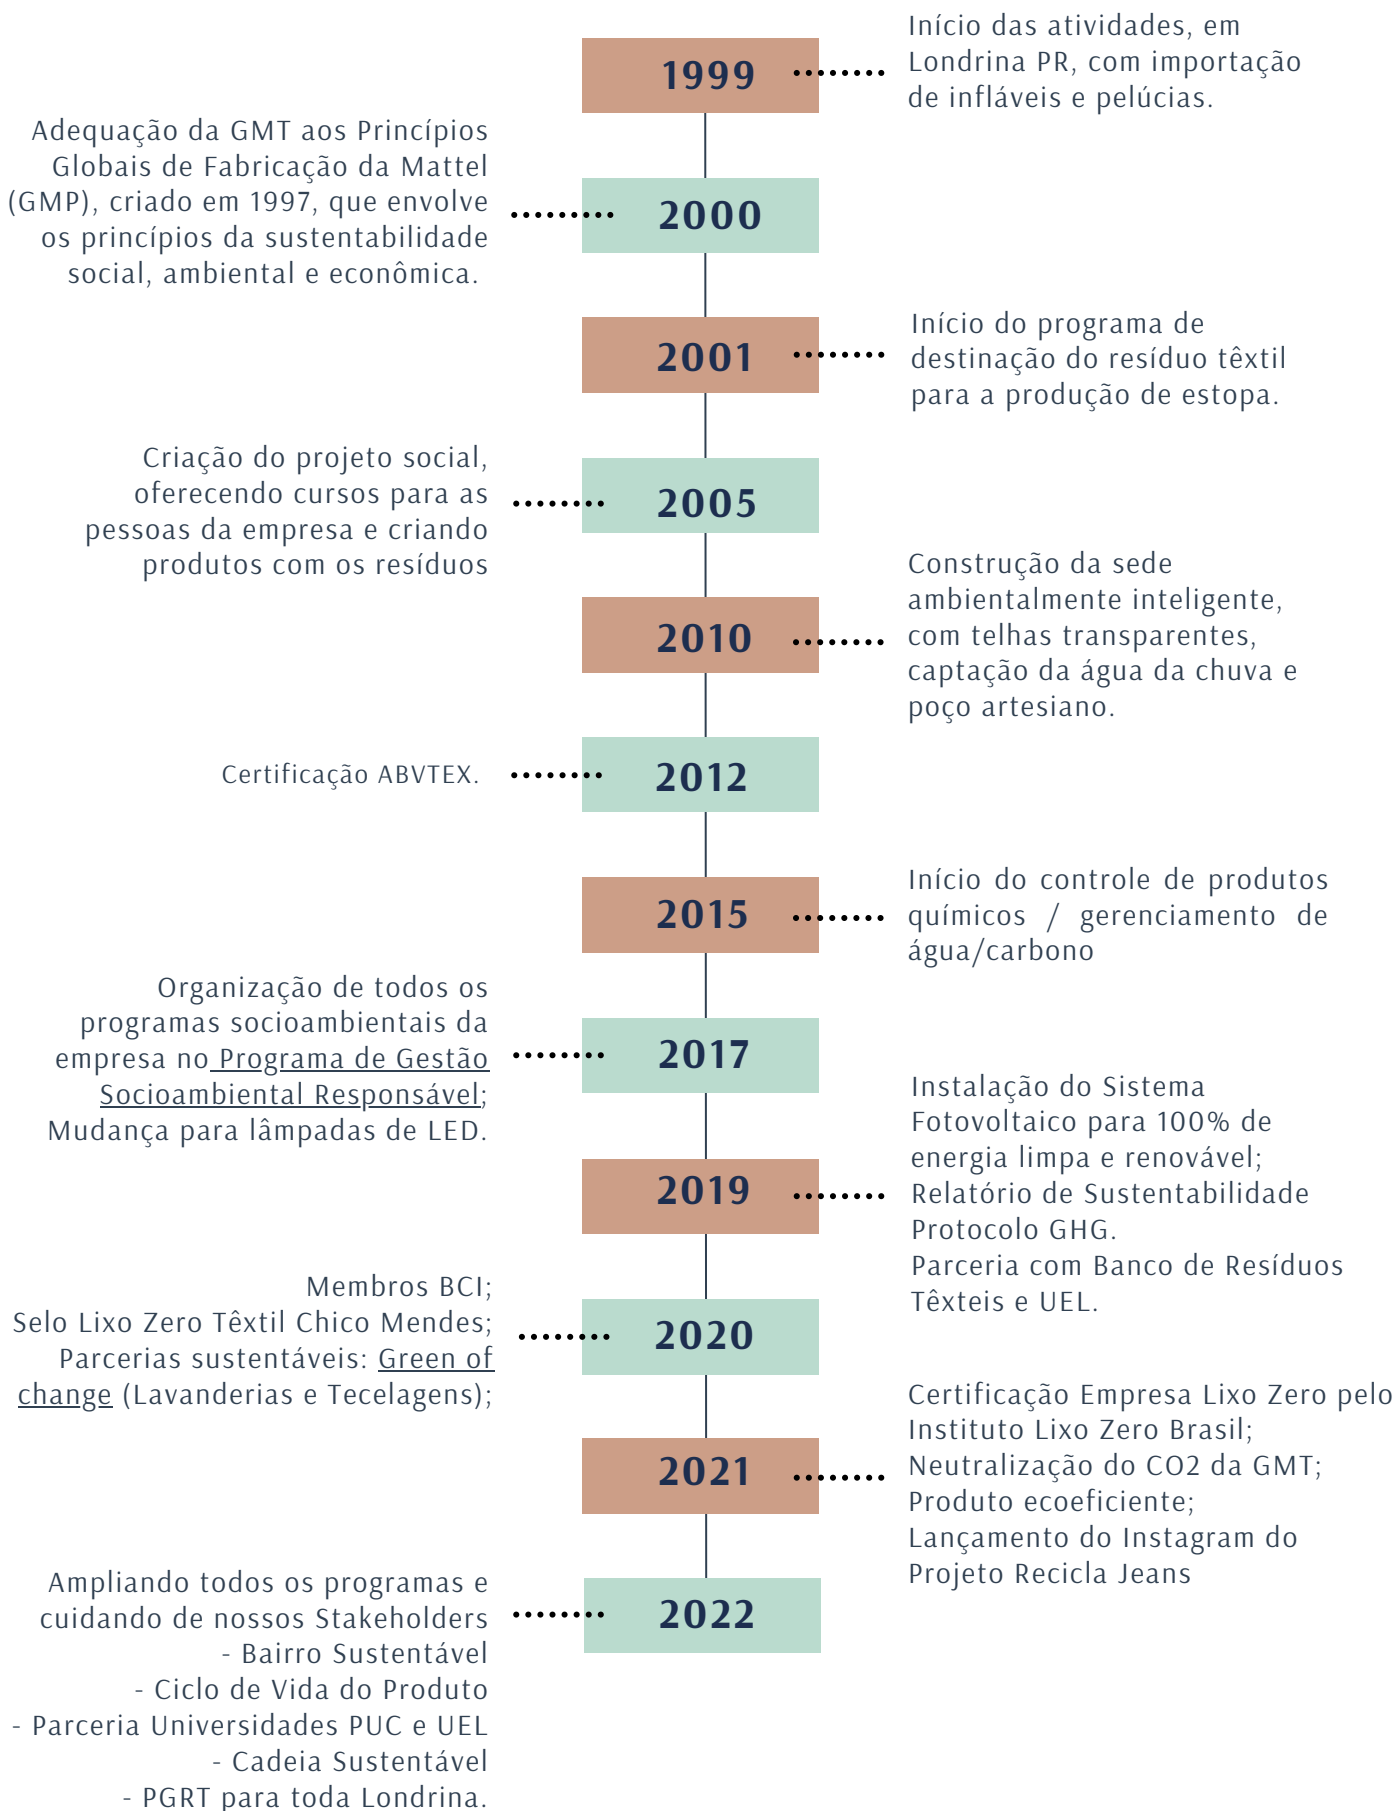 1999
Início das atividades, em
Londrina PR, com importação
de infláveis e pelúcias.
Adequação da GMT aos Princípios
Globais de Fabricação da Mattel
(GMP), criado em 1997, que envolve
os princípios da sustentabilidade
social, ambiental e econômica.
2000
2001
Início do programa de
destinação do resíduo têxtil
para a produção de estopa.
Criação do projeto social,
oferecendo cursos para as
pessoas da empresa e criando
produtos com os resíduos
2005
2010
Construção da sede
ambientalmente inteligente,
com telhas transparentes,
captação da água da chuva e
poço artesiano.
Certificação ABVTEX.
2012
2015
Início do controle de produtos
químicos / gerenciamento de
água/carbono
Organização de todos os
programas socioambientais da
empresa no Programa de Gestão
Socioambiental Responsável;
Mudança para lâmpadas de LED.
2017
2019
Instalação do Sistema
Fotovoltaico para 100% de
energia limpa e renovável;
Relatório de Sustentabilidade
Protocolo GHG.
Parceria com Banco de Resíduos
Têxteis e UEL.
Membros BCI;
Selo Lixo Zero Têxtil Chico Mendes;
Parcerias sustentáveis: Green of
change (Lavanderias e Tecelagens);
2020
2021
Certificação Empresa Lixo Zero pelo
Instituto Lixo Zero Brasil;
Neutralização do CO2 da GMT;
Produto ecoeficiente;
Lançamento do Instagram do
Projeto Recicla Jeans
Ampliando todos os programas e
cuidando de nossos Stakeholders
- Bairro Sustentável
- Ciclo de Vida do Produto
- Parceria Universidades PUC e UEL
- Cadeia Sustentável
- PGRT para toda Londrina.
2022